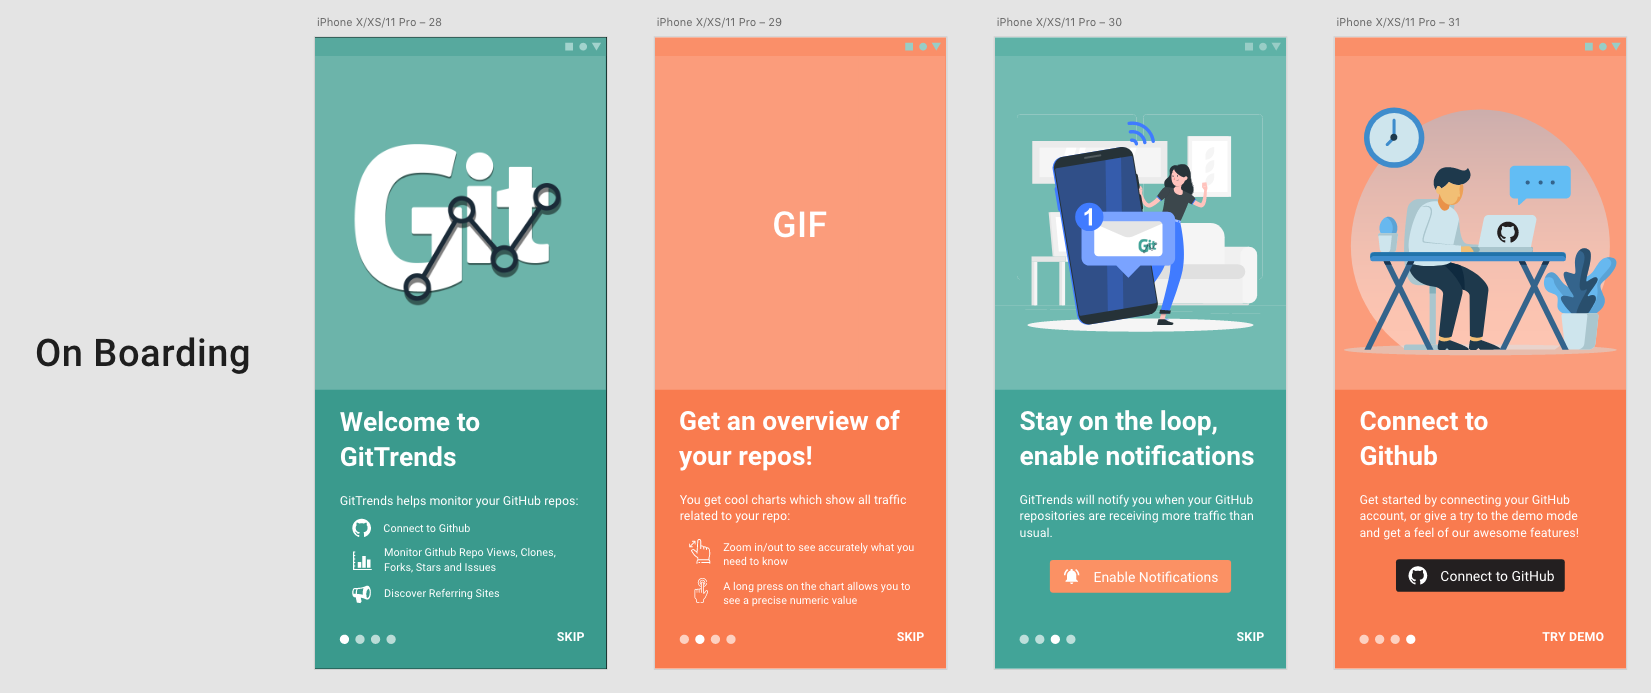 On Boarding
iPhone X/XS/11 Pro – 28
Git
Welcome to
GitTrends
GitTrends helps monitor your GitHub repos:
Connect to Github
Monitor Github Repo Views, Clones,
Forks, Stars and Issues
Discover Referring Sites
SKIP
iPhone X/XS/11 Pro – 29
GIF
Get an overview of
your repos!
You get cool charts which show all traffic
related to your repo:
Zoom in/out to see accurately what you
need to know
A long press on the chart allows you to
see a precise numeric value
SKIP
iPhone X/XS/11 Pro – 30
1
Git
Stay on the loop,
enable notifications
GitTrends will notify you when your GitHub
repositories are receiving more traffic than
usual.
Enable Notifications
SKIP
iPhone X/XS/11 Pro – 31
Connect to
Github
Get started by connecting your GitHub
account, or give a try to the demo mode
and get a feel of our awesome features!
Connect to GitHub
TRY DEMO